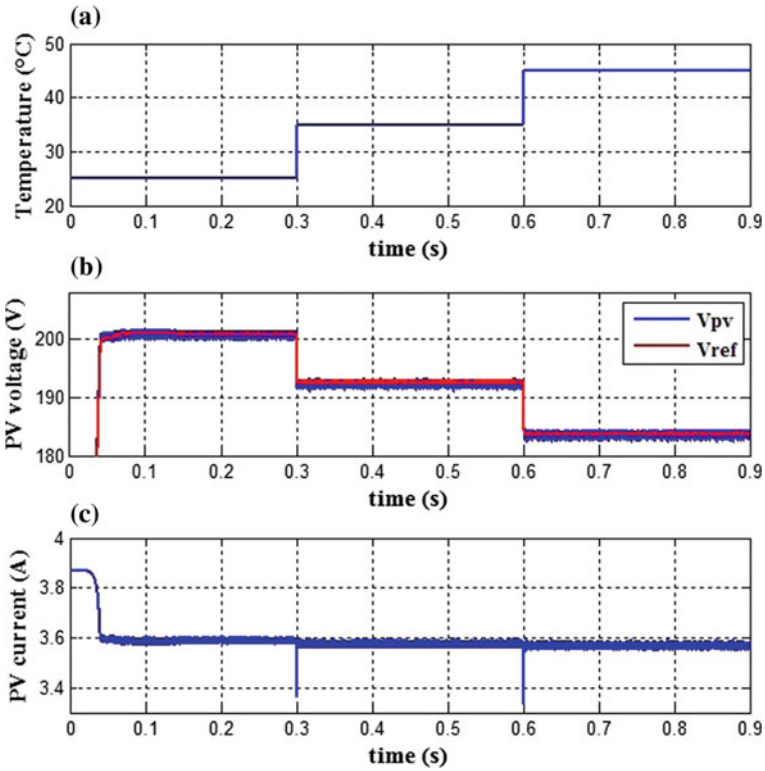 (a)
Temperature (°C)
50
40
30
20
0 0.1 0.2 0.3 0.4 0.5 0.6 0.7 0.8 0.9
time (s)
(b)
PV voltage (V)
200
190
180
Vpv
Vref
0 0.1 0.2 0.3 0.4 0.5 0.6 0.7 0.8 0.9
time (s)
(c)
PV current (A)
4
3.8
3.6
3.4
0 0.1 0.2 0.3 0.4 0.5 0.6 0.7 0.8 0.9
time (s)